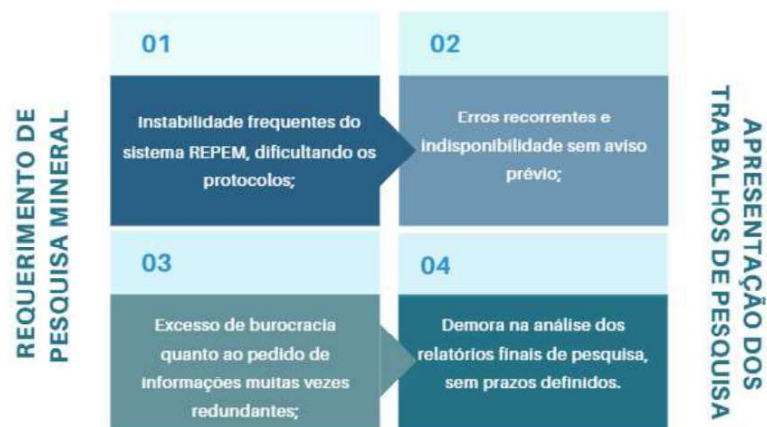 REQUERIMENTO DE
PESQUISA MINERAL
01
Instabilidade frequentes do
sistema REPEM, dificultando os
protocolos;
02
Erros recorrentes e
indisponibilidade sem aviso
prévio;
03
Excesso de burocracia
quanto ao pedido de
informações muitas vezes
redundantes;
04
Demora na análise dos
relatórios finais de pesquisa,
sem prazos definidos.
APRESENTAÇÃO DOS
TRABALHOS DE PESQUISA